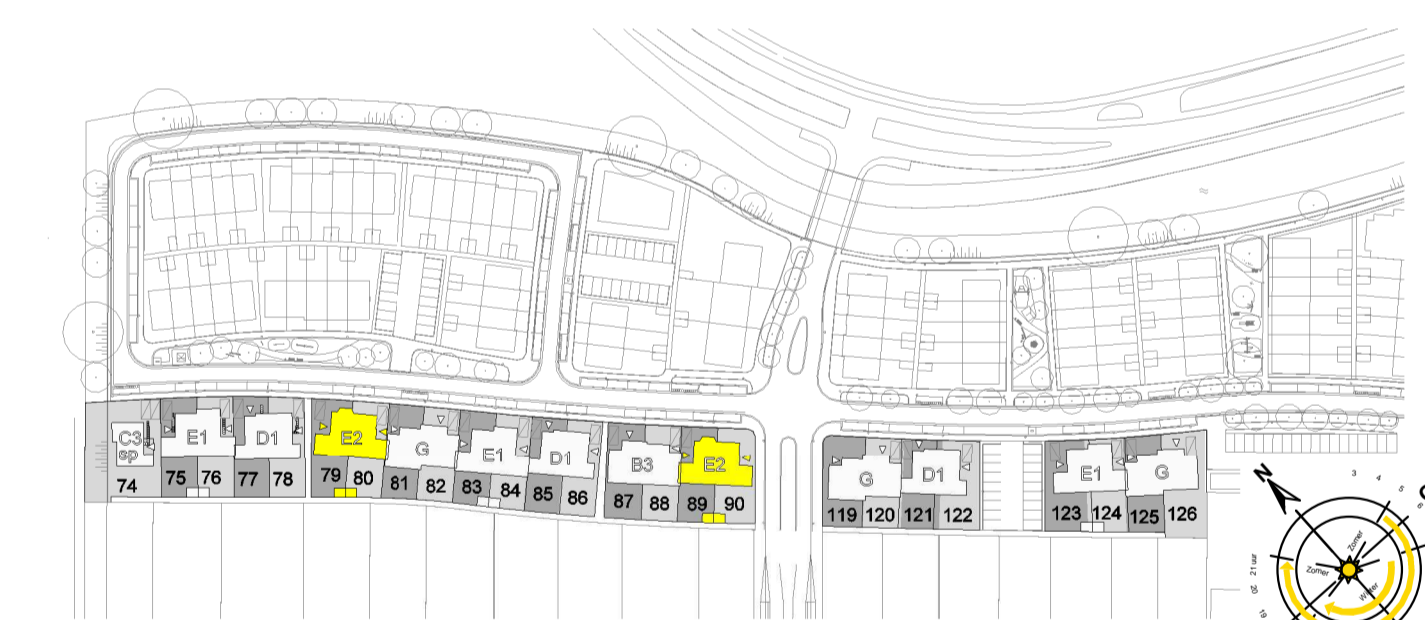 C3 sp
E1
D1
E2
G
E1
D1
B3
E2
G
D1
E1
G
74 75 76 77 78 79 80 81 82 83 84 85 86 87 88 89 90
119 120 121 122 123 124 125 126
N
3 4 5 6
Zomer
Zomer
Winter
21 uur
20
19